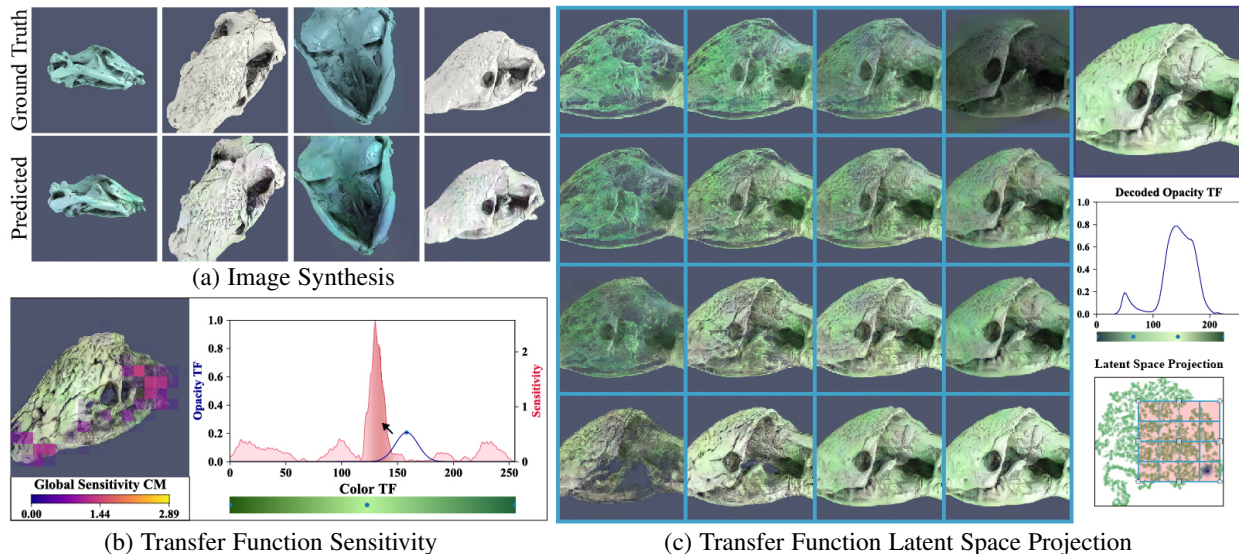 Ground Truth
Predicted
(a) Image Synthesis
Global Sensitivity CM
0.00 1.44 2.89
Opacity TF
1.0
0.8
0.6
0.4
0.2
0.0
0 50 100 150 200 250
2
1
0
Sensitivity
Color TF
(b) Transfer Function Sensitivity
Decoded Opacity TF
1.0
0.8
0.6
0.4
0.2
0.0
0 100 200
Latent Space Projection
(c) Transfer Function Latent Space Projection